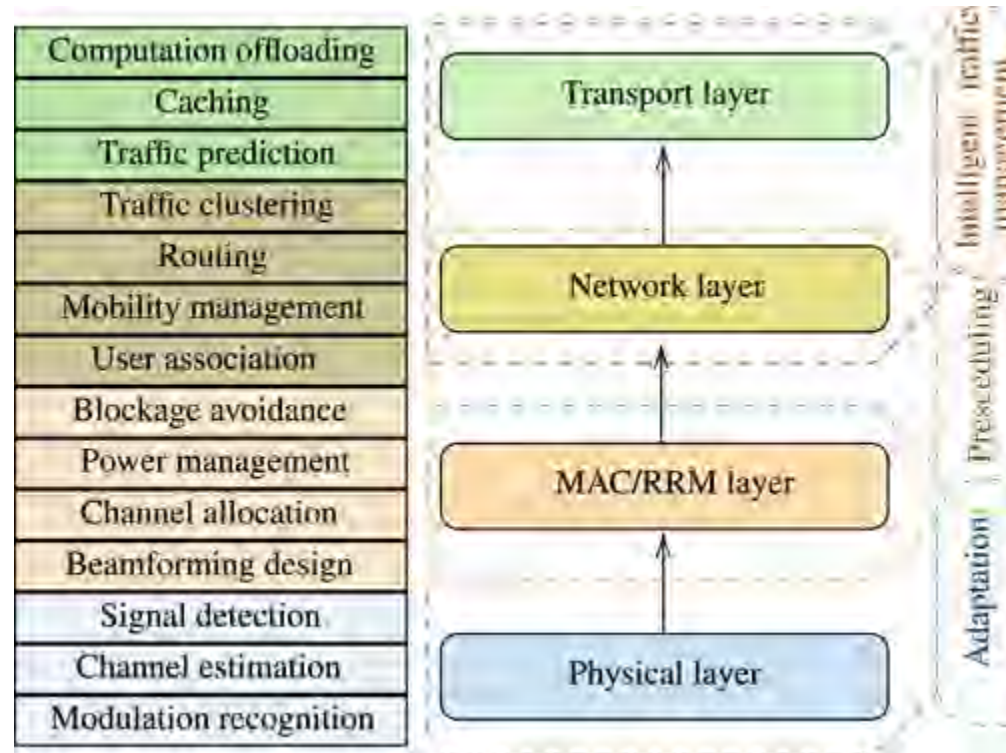 Computation offloading
Caching
Traffic prediction
Traffic clustering
Routing
Mobility management
User association
Blockage avoidance
Power management
Channel allocation
Beamforming design
Signal detection
Channel estimation
Modulation recognition
Transport layer
Network layer
MAC/RRM layer
Physical layer
Intelligent traffic
Prescheduling
Adaptation